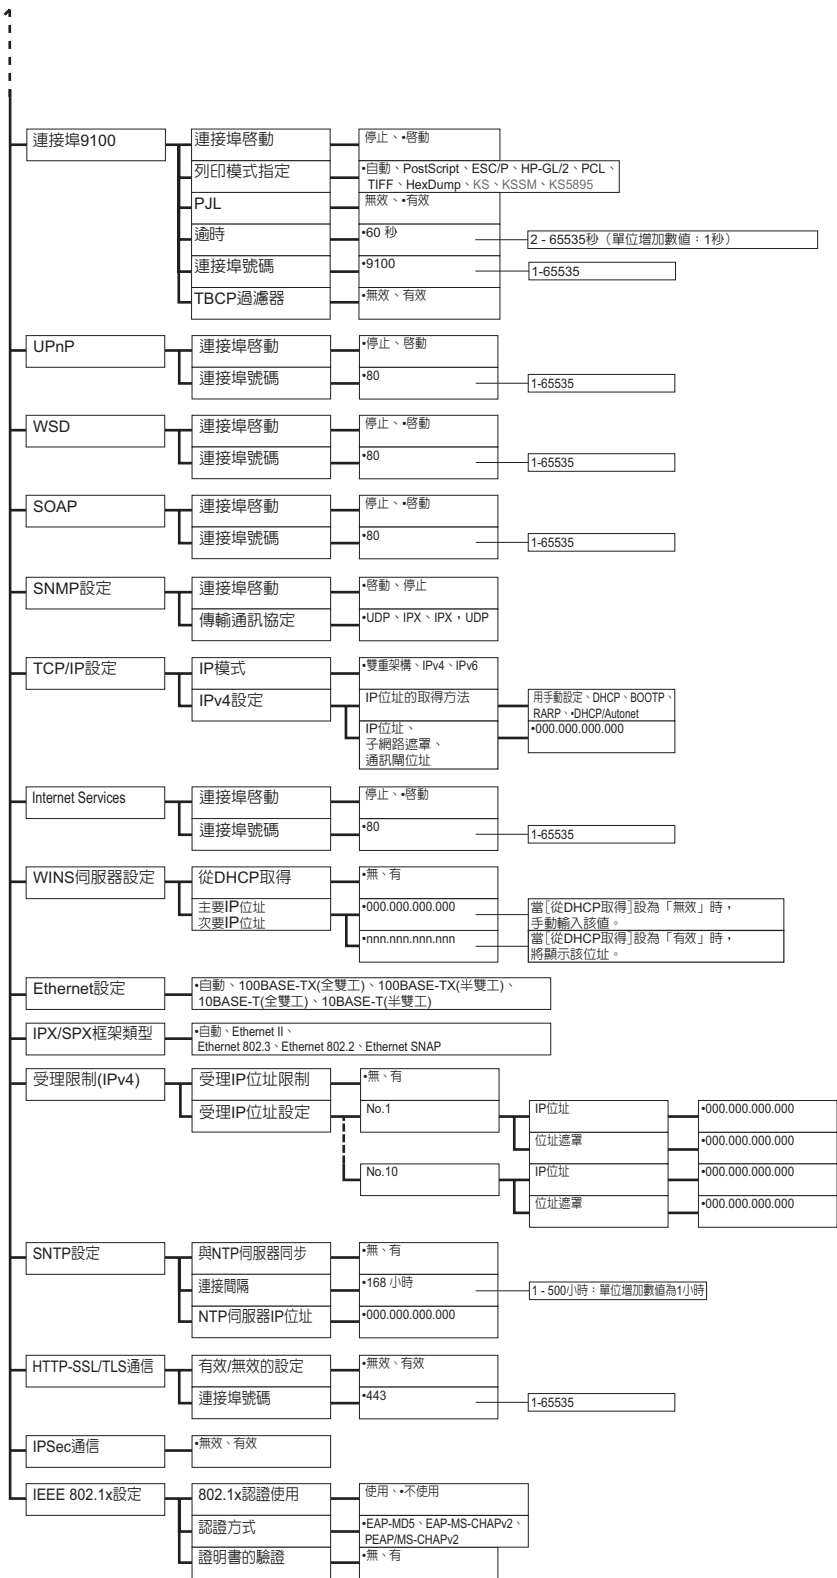 連接埠9100
連接埠啓動
停止、•啓動
列印模式指定
•自動、PostScript、ESC/P、HP-GL/2、PCL、
TIFF、HexDump、KS、KSSM、KS5895
PJL
無效、•有效
逾時
•60 秒
2 - 65535秒（單位增加數值：1秒）
連接埠號碼
•9100
1-65535
TBCP過濾器
•無效、有效
UPnP
連接埠啓動
•停止、啓動
連接埠號碼
•80
1-65535
WSD
連接埠啓動
停止、•啓動
連接埠號碼
•80
1-65535
SOAP
連接埠啓動
停止、•啓動
連接埠號碼
•80
1-65535
SNMP設定
連接埠啓動
•啓動、停止
傳輸通訊協定
•UDP、IPX、IPX，UDP
TCP/IP設定
IP模式
•雙重架構、IPv4、IPv6
IPv4設定
IP位址的取得方法
用手動設定、DHCP、BOOTP、
RARP、•DHCP/Autonet
IP位址、
子網路遮罩、
通訊閘位址
•000.000.000.000
Internet Services
連接埠啓動
停止、•啓動
連接埠號碼
•80
1-65535
WINS伺服器設定
從DHCP取得
•無、有
主要IP位址
次要IP位址
•000.000.000.000
當[從DHCP取得]設為「無效」時，
手動輸入該值。
•nnn.nnn.nnn.nnn
當[從DHCP取得]設為「有效」時，
將顯示該位址。
Ethernet設定
•自動、100BASE-TX(全雙工)、100BASE-TX(半雙工)、
10BASE-T(全雙工)、10BASE-T(半雙工)
IPX/SPX框架類型
•自動、Ethernet II、
Ethernet 802.3、Ethernet 802.2、Ethernet SNAP
受理限制(IPv4)
受理IP位址限制
•無、有
受理IP位址設定
No.1
IP位址
•000.000.000.000
位址遮罩
•000.000.000.000
No.10
IP位址
•000.000.000.000
位址遮罩
•000.000.000.000
SNTP設定
與NTP伺服器同步
•無、有
連接間隔
•168 小時
1 - 500小時：單位增加數值為1小時
NTP伺服器IP位址
•000.000.000.000
HTTP-SSL/TLS通信
有效/無效的設定
•無效、有效
連接埠號碼
•443
1-65535
IPSec通信
•無效、有效
IEEE 802.1x設定
802.1x認證使用
使用、•不使用
認證方式
•EAP-MD5、EAP-MS-CHAPv2、
PEAP/MS-CHAPv2
證明書的驗證
•無、有